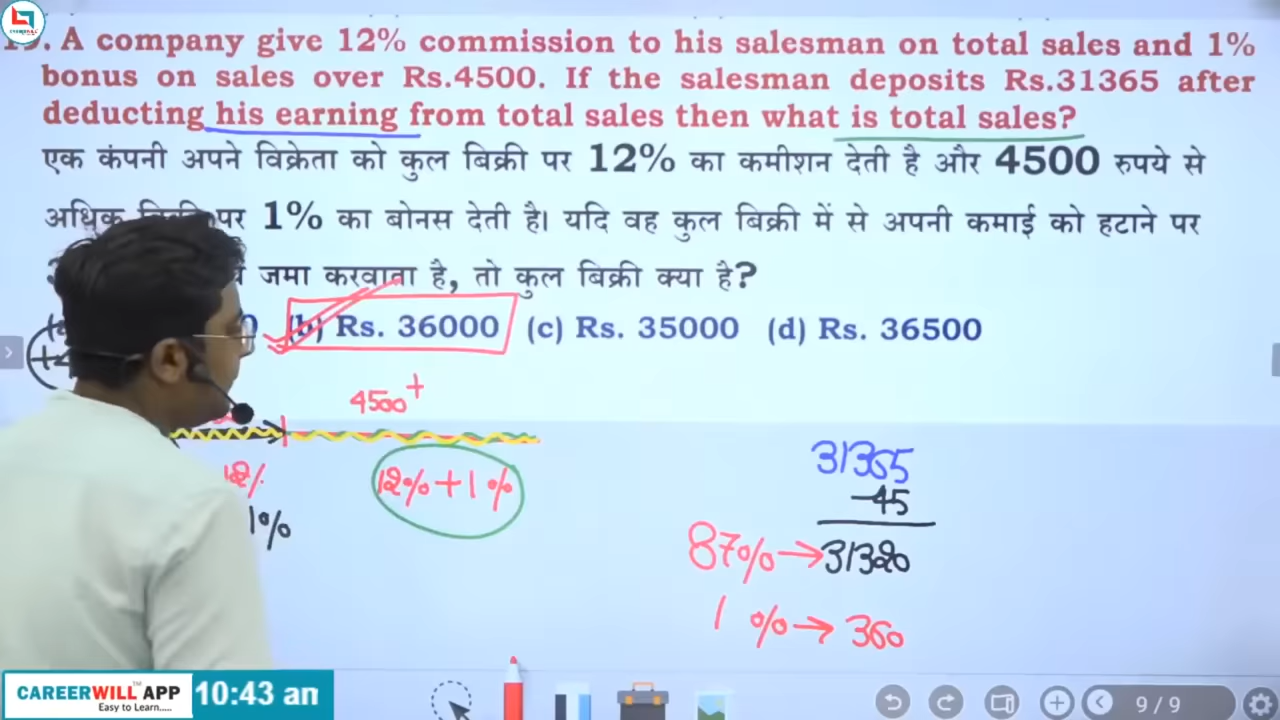 CAREERWILL
. A company give 12% commission to his salesman on total sales and 1%
bonus on sales over Rs.4500. If the salesman deposits Rs.31365 after
deducting his earning from total sales then what is total sales?
एक कंपनी अपने विक्रेता को कुल बिक्री पर 12% का कमीशन देती है और 4500 रुपये से
अधिक पर 1% का बोनस देती है। यदि वह कुल बिक्री में से अपनी कमाई को हटाने पर
जमा करवाता है, तो कुल बिक्री क्या है?
(b) Rs. 36000 (c) Rs. 35000 (d) Rs. 36500
4500+
12%
12%+1%
1%
31365
-45
87%→31320
1%→360
CAREERWILL APP
Easy to Learn.....
10:43 an
9/9